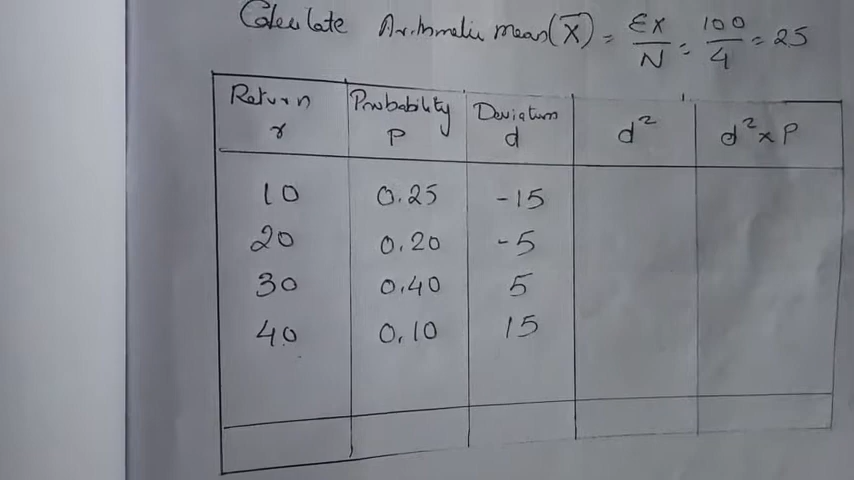 Calculate Arithmetic mean (X̄) = ΣX/N = 100/4 = 25
Return r | Probability P | Deviation d | d² | d² x P
10 | 0.25 | -15
20 | 0.20 | -5
30 | 0.40 | 5
40 | 0.10 | 15